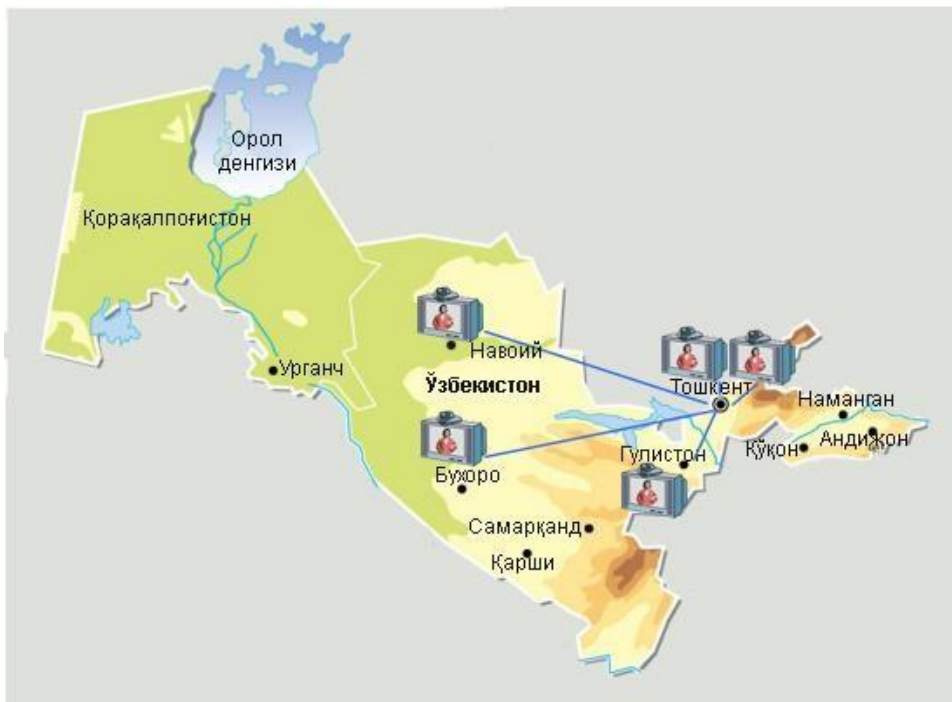 Орол
денгизи
Қорақалпоғистон
Навоий
Урганч
Ўзбекистон
Тошкент
Наманган
Андижон
Қўқон
Гулистон
Бухоро
Самарқанд
Қарши